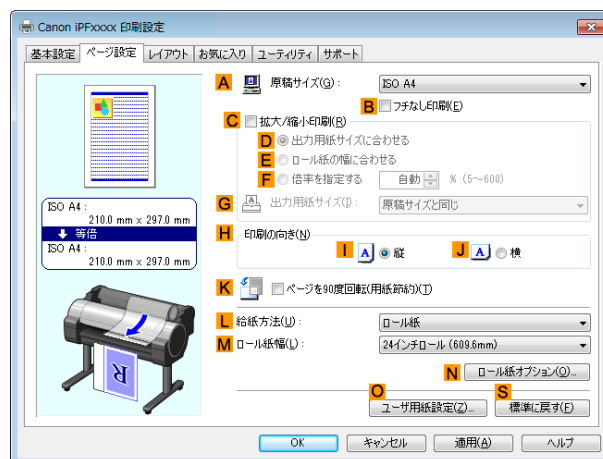 Canon iPFxxxx 印刷設定
基本設定 ページ設定 レイアウト お気に入り ユーティリティ サポート
A 原稿サイズ(G) : ISO A4
B フチなし印刷(E)
C 拡大/縮小印刷(R)
D 出力用紙サイズに合わせる
E ロール紙の幅に合わせる
F 倍率を指定する 自動 % (5～600)
G 出力用紙サイズ(I) : 原稿サイズと同じ
ISO A4 :
210.0 mm x 297.0 mm
等倍
ISO A4 :
210.0 mm x 297.0 mm
H 印刷の向き(N)
I A 縦 J A 横
K ページを90度回転(用紙節約)(T)
L 給紙方法(U) : ロール紙
M ロール紙幅(L) : 24インチロール (609.6mm)
N ロール紙オプション(O)...
O S
ユーザ用紙設定(Z)... 標準に戻す(F)
R
OK キャンセル 適用(A) ヘルプ